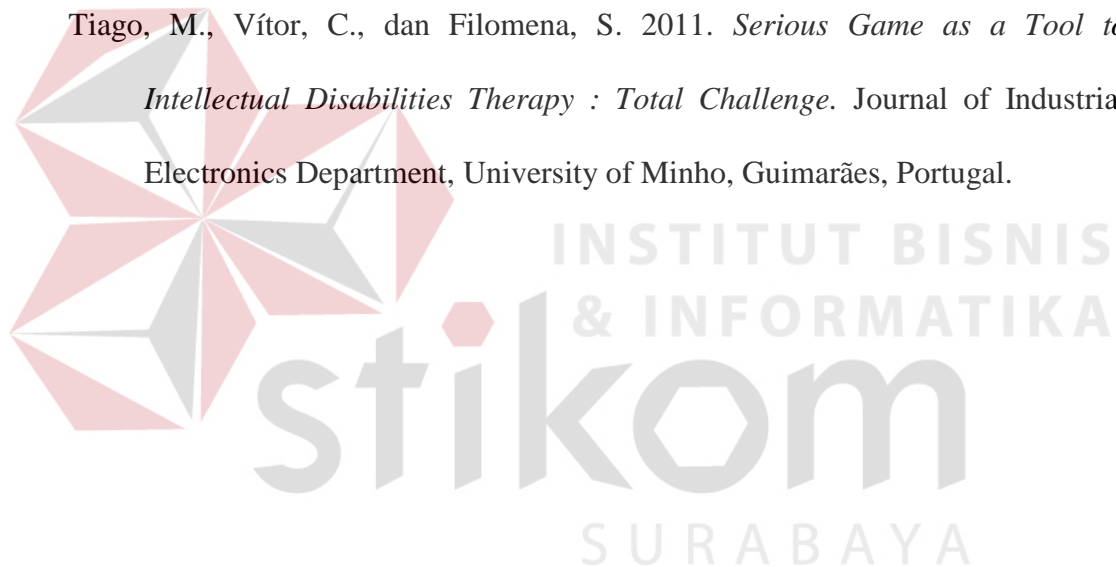 Tiago, M., Vítor, C., dan Filomena, S. 2011. Serious Game as a Tool to
Intellectual Disabilities Therapy : Total Challenge. Journal of Industria
Electronics Department, University of Minho, Guimarães, Portugal.
INSTITUT BISNIS
& INFORMATIKA
stikom
SURABAYA